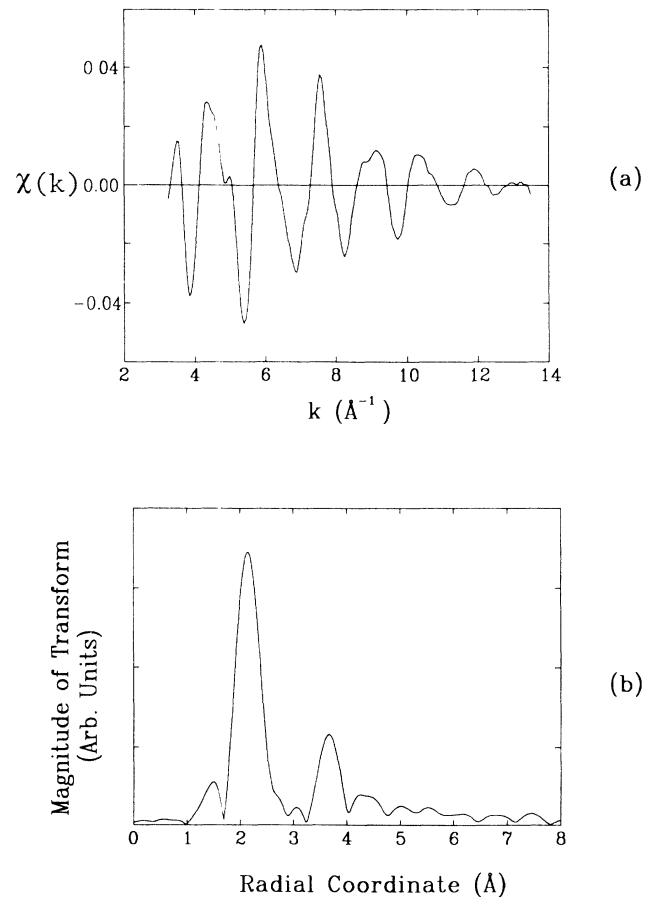 0.04
χ(k) 0.00
-0.04
2 4 6 8 10 12 14
k (Å⁻¹)
(a)
Magnitude of Transform
(Arb. Units)
0 1 2 3 4 5 6 7 8
Radial Coordinate (Å)
(b)